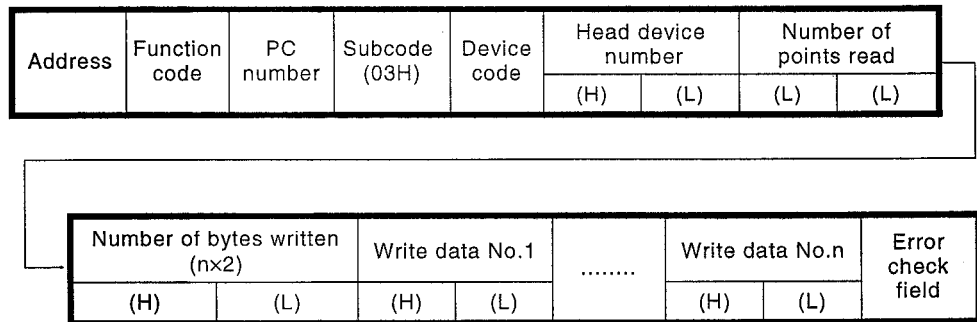 Address
Function
code
PC
number
Subcode
(03H)
Device
code
Head device
number
(H) (L)
Number of
points read
(L) (L)
Number of bytes written
(n×2)
(H) (L)
Write data No.1
(H) (L)
........
Write data No.n
(H) (L)
Error
check
field